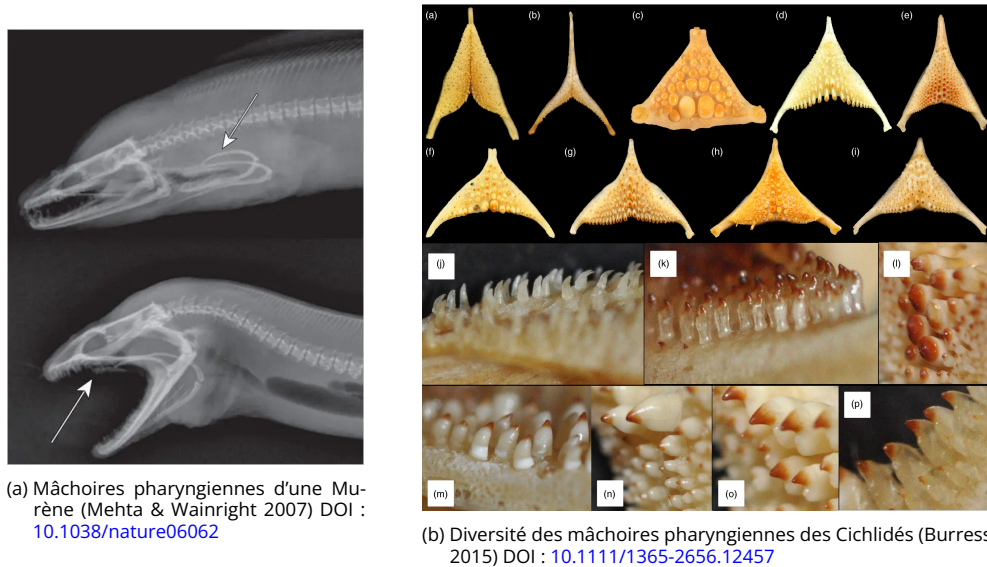 (a)
(b)
(c)
(d)
(e)
(f)
(g)
(h)
(i)
(j)
(k)
(l)
(m)
(n)
(o)
(p)
(a) Mâchoires pharyngiennes d'une Mu-
rène (Mehta & Wainright 2007) DOI :
10.1038/nature06062
(b) Diversité des mâchoires pharyngiennes des Cichlidés (Burress
2015) DOI : 10.1111/1365-2656.12457